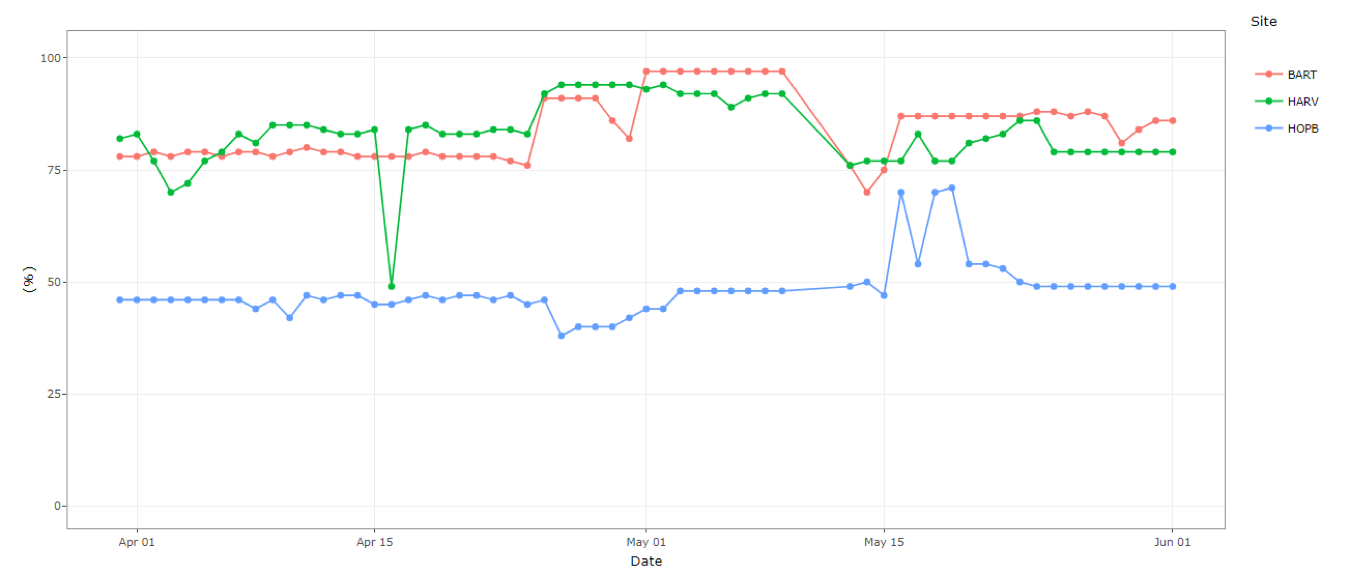 Site
BART
HARV
HOPB
100
75
50
25
0
(%)
Apr 01
Apr 15
May 01
May 15
Jun 01
Date